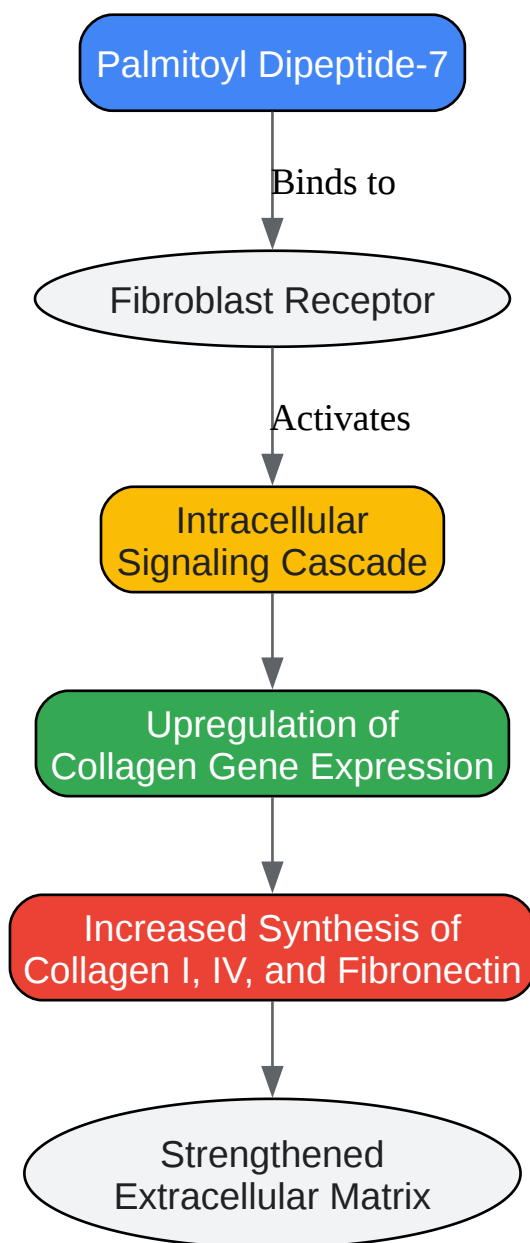 Palmitoyl Dipeptide-7
Binds to
Fibroblast Receptor
Activates
Intracellular
Signaling Cascade
Upregulation of
Collagen Gene Expression
Increased Synthesis of
Collagen I, IV, and Fibronectin
Strengthened
Extracellular Matrix